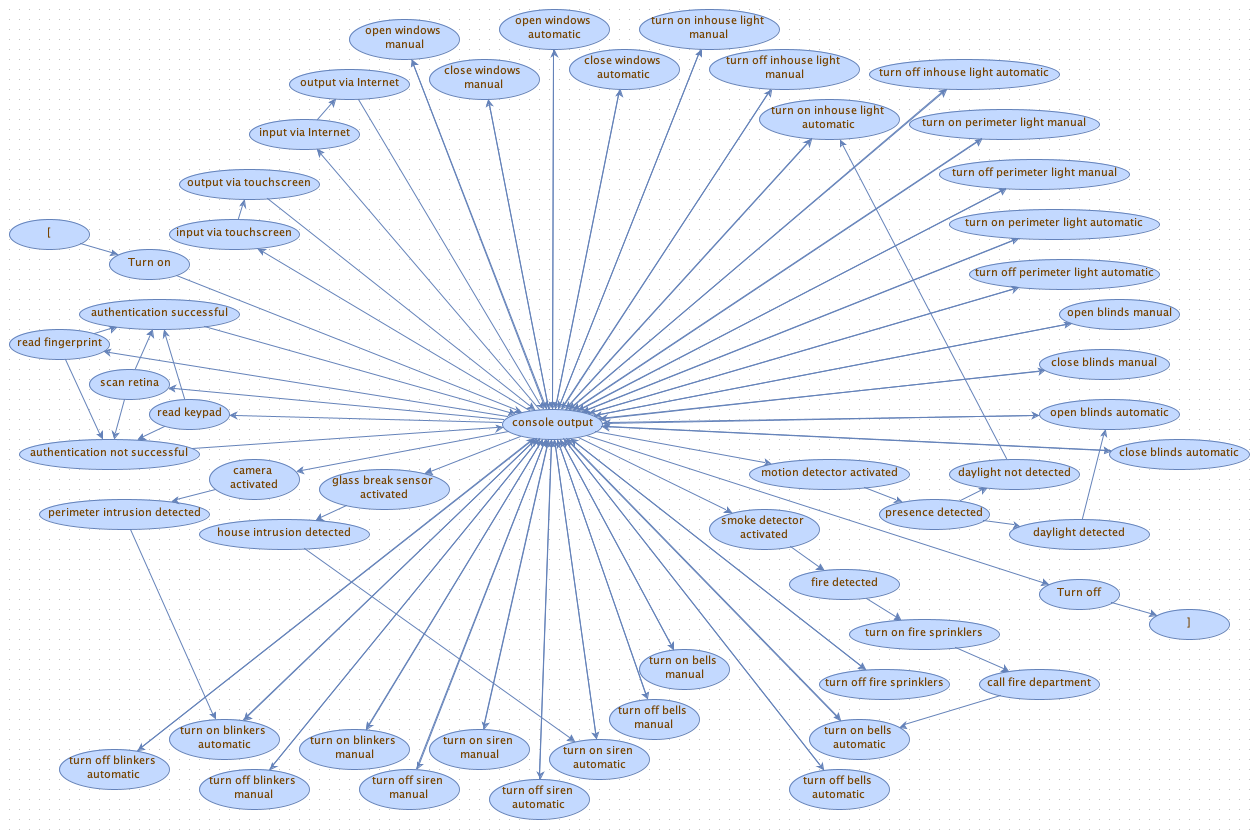 open windows
manual
open windows
automatic
turn on inhouse light
manual
close windows
manual
close windows
automatic
turn off inhouse light
manual
turn off inhouse light automatic
output via Internet
turn on inhouse light
automatic
turn on perimeter light manual
input via Internet
turn off perimeter light manual
output via touchscreen
turn on perimeter light automatic
[
input via touchscreen
Turn on
turn off perimeter light automatic
authentication successful
open blinds manual
read fingerprint
close blinds manual
scan retina
read keypad
open blinds automatic
console output
authentication not successful
close blinds automatic
camera
activated
glass break sensor
activated
motion detector activated
daylight not detected
perimeter intrusion detected
presence detected
house intrusion detected
smoke detector
activated
daylight detected
fire detected
Turn off
]
turn on fire sprinklers
turn on bells
manual
turn off fire sprinklers
call fire department
turn off bells
manual
turn on blinkers
automatic
turn on blinkers
manual
turn on siren
manual
turn on siren
automatic
turn on bells
automatic
turn off blinkers
automatic
turn off blinkers
manual
turn off siren
manual
turn off siren
automatic
turn off bells
automatic